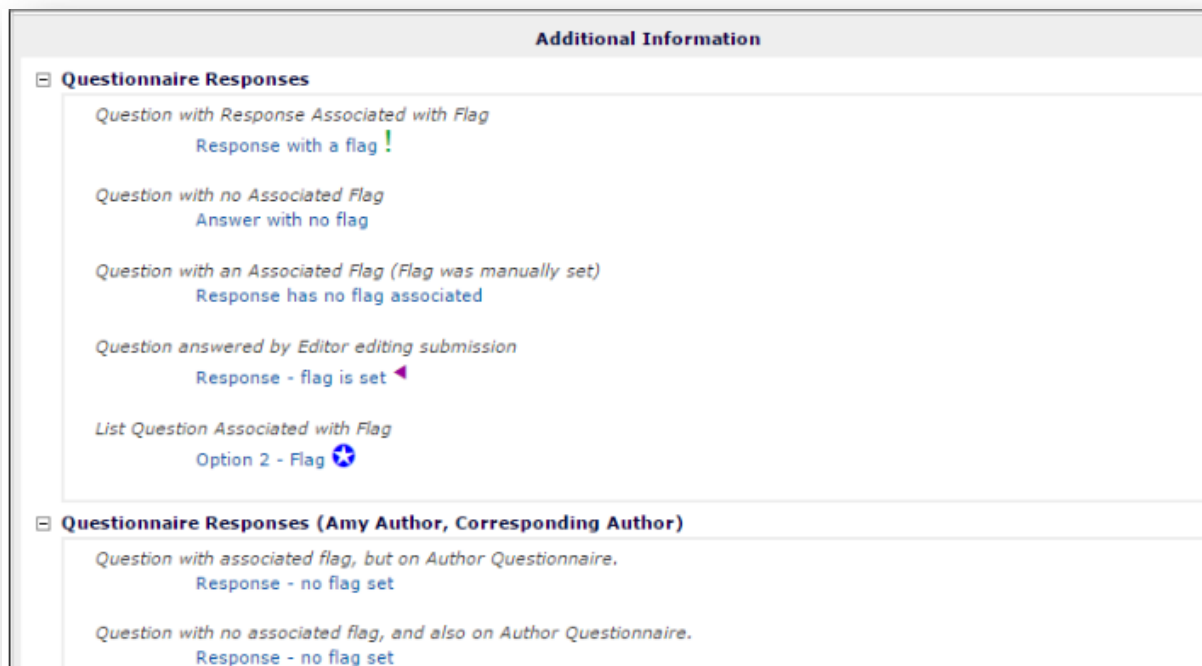 Additional Information
Questionnaire Responses
Question with Response Associated with Flag
Response with a flag !
Question with no Associated Flag
Answer with no flag
Question with an Associated Flag (Flag was manually set)
Response has no flag associated
Question answered by Editor editing submission
Response - flag is set
List Question Associated with Flag
Option 2 - Flag
Questionnaire Responses (Amy Author, Corresponding Author)
Question with associated flag, but on Author Questionnaire.
Response - no flag set
Question with no associated flag, and also on Author Questionnaire.
Response - no flag set